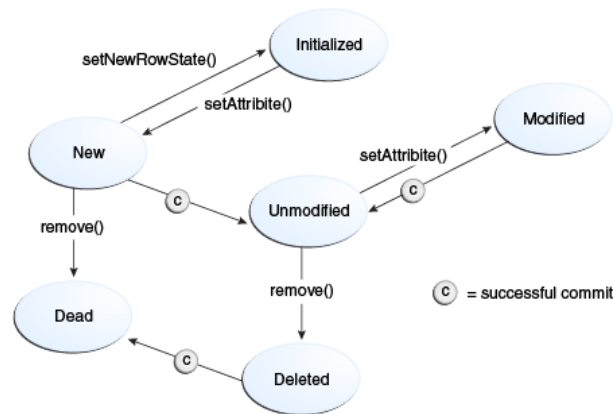 Initialized
setNewRowState()
setAttribite()
Modified
New
setAttribite()
C
C
Unmodified
remove()
remove()
C = successful commit
Dead
C
Deleted